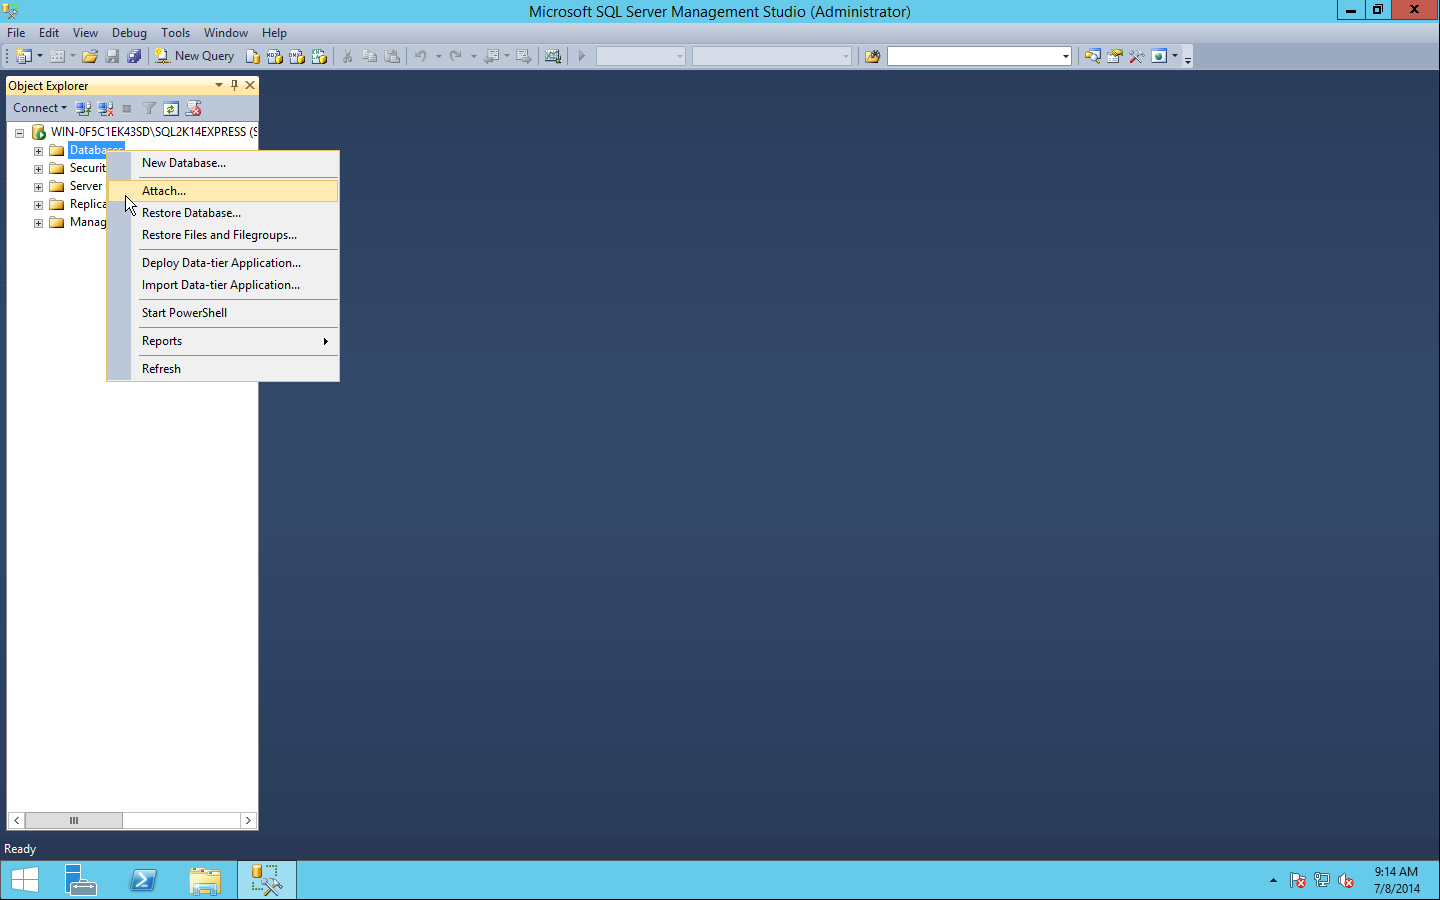 Microsoft SQL Server Management Studio (Administrator)
File Edit View Debug Tools Window Help
New Query
Object Explorer
Connect
WIN-0F5C1EK43SD\SQL2K14EXPRESS (S
Databases
Securit
Server
Replica
Manag
New Database...
Attach...
Restore Database...
Restore Files and Filegroups...
Deploy Data-tier Application...
Import Data-tier Application...
Start PowerShell
Reports
Refresh
Ready
9:14 AM
7/8/2014